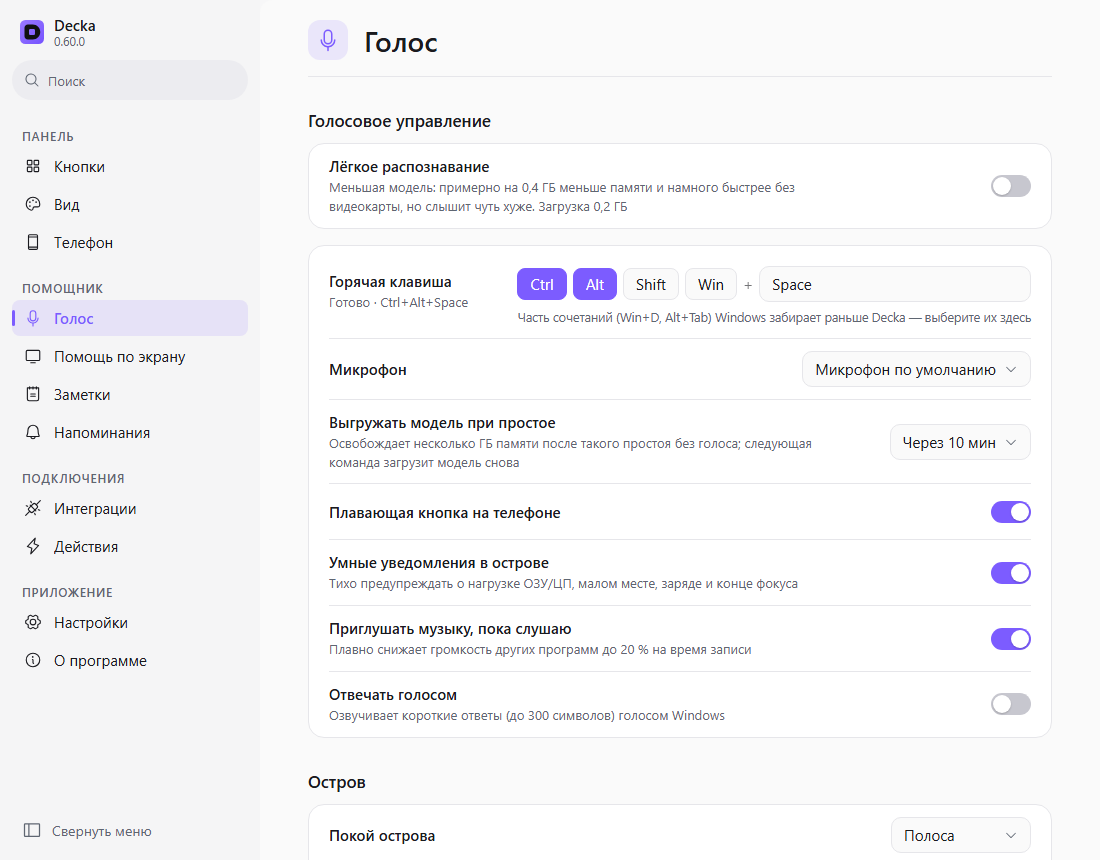 Decka
0.60.0
Поиск
ПАНЕЛЬ
Кнопки
Вид
Телефон
ПОМОЩНИК
Голос
Помощь по экрану
Заметки
Напоминания
ПОДКЛЮЧЕНИЯ
Интеграции
Действия
ПРИЛОЖЕНИЕ
Настройки
О программе
Свернуть меню
Голос
Голосовое управление
Лёгкое распознавание
Меньшая модель: примерно на 0,4 ГБ меньше памяти и намного быстрее без
видеокарты, но слышит чуть хуже. Загрузка 0,2 ГБ
Горячая клавиша
Готово · Ctrl+Alt+Space
Ctrl Alt Shift Win + Space
Часть сочетаний (Win+D, Alt+Tab) Windows забирает раньше Decka — выберите их здесь
Микрофон
Микрофон по умолчанию
Выгружать модель при простое
Освобождает несколько ГБ памяти после такого простоя без голоса; следующая
команда загрузит модель снова
Через 10 мин
Плавающая кнопка на телефоне
Умные уведомления в острове
Тихо предупреждать о нагрузке ОЗУ/ЦП, малом месте, заряде и конце фокуса
Приглушать музыку, пока слушаю
Плавно снижает громкость других программ до 20 % на время записи
Отвечать голосом
Озвучивает короткие ответы (до 300 символов) голосом Windows
Остров
Покой острова
Полоса